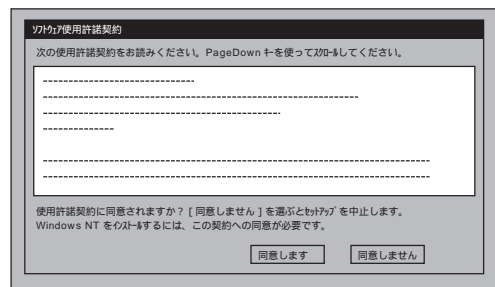 ｿﾌﾄｳｪｱ使用許諾契約
次の使用許諾契約をお読みください。PageDown ｷｰを使ってｽｸﾛｰﾙしてください。
使用許諾契約に同意されますか？ [ 同意しません ] を選ぶとｾｯﾄｱｯﾌﾟを中止します。
Windows NT をｲﾝｽﾄｰﾙするには、この契約への同意が必要です。
同意します
同意しません